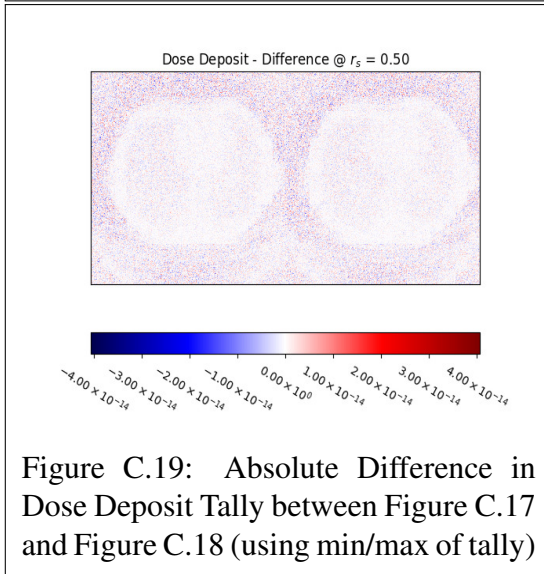 Dose Deposit - Difference @ rₛ = 0.50
−4.00 × 10⁻¹⁴
−3.00 × 10⁻¹⁴
−2.00 × 10⁻¹⁴
−1.00 × 10⁻¹⁴
0.00 × 10⁰
1.00 × 10⁻¹⁴
2.00 × 10⁻¹⁴
3.00 × 10⁻¹⁴
4.00 × 10⁻¹⁴
Figure C.19: Absolute Difference in
Dose Deposit Tally between Figure C.17
and Figure C.18 (using min/max of tally)